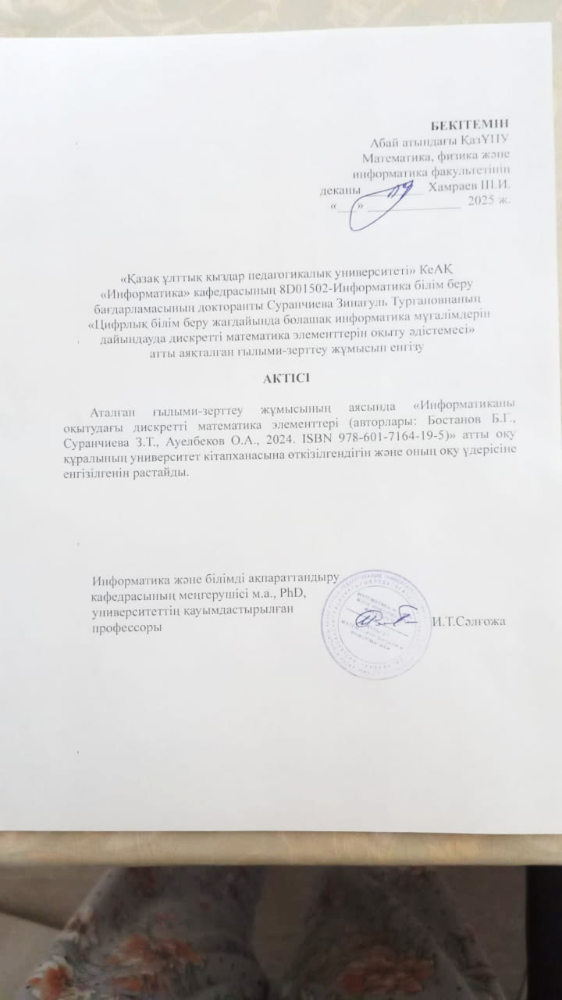 БЕКІТЕМІН
Абай атындағы ҚазҰПУ
Математика, физика және
информатика факультетінің
деканы __________ Хамраев Ш.И.
«___» __________________ 2025 ж.
«Қазақ ұлттық қыздар педагогикалық университеті» КеАҚ
«Информатика» кафедрасының 8D01502-Информатика білім беру
бағдарламасының докторанты Суранчиева Зинагуль Тургановнаның
«Цифрлық білім беру жағдайында болашақ информатика мұғалімдерін
дайындауда дискретті математика элементтерін оқыту әдістемесі»
атты аяқталған ғылыми-зерттеу жұмысын енгізу
АКТІСІ
Аталған ғылыми-зерттеу жұмысының аясында «Информатиканы
оқытудағы дискретті математика элементтері (авторлары: Бостанов Б.Г.,
Суранчиева З.Т., Ауелбеков О.А., 2024. ISBN 978-601-7164-19-5)» атты оқу
құралының университет кітапханасына өткізілгендігін және оның оқу үдерісіне
енгізілгенін растайды.
Информатика және білімді ақпараттандыру
кафедрасының меңгерушісі м.а., PhD,
университеттің қауымдастырылған
профессоры
И.Т.Сәлғожа